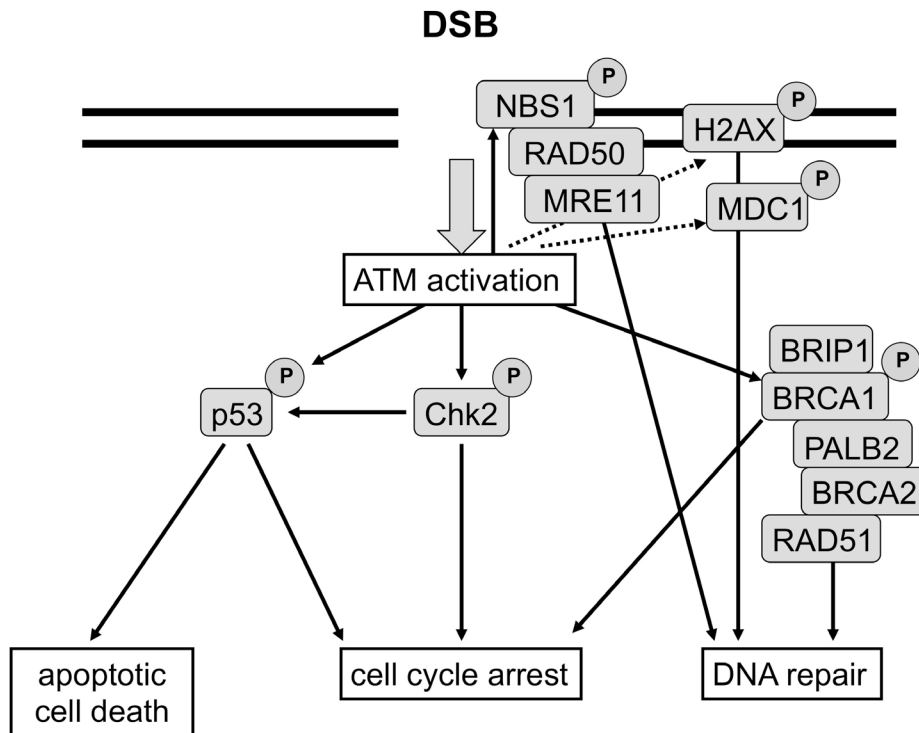 DSB
P
NBS1
P
H2AX
RAD50
P
MRE11
MDC1
ATM activation
BRIP1
P
P
P
BRCA1
p53
Chk2
PALB2
BRCA2
RAD51
apoptotic
cell death
cell cycle arrest
DNA repair